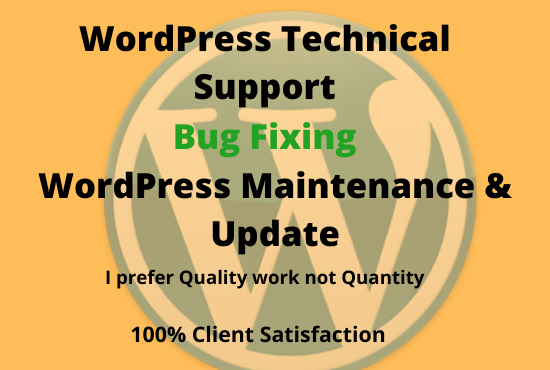 WordPress Technical
Support
Bug Fixing
WordPress Maintenance &
Update
I prefer Quality work not Quantity
100% Client Satisfaction